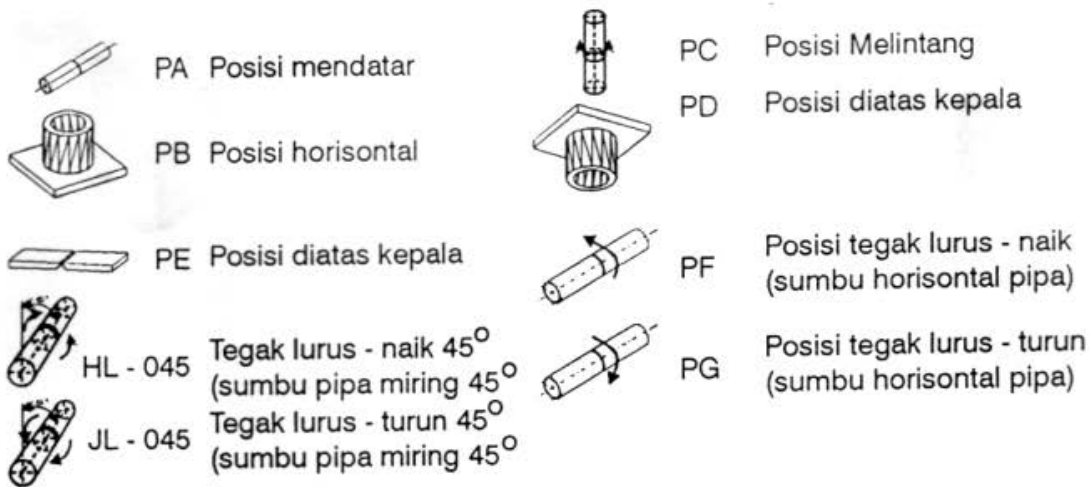 PA Posisi mendatar
PB Posisi horisontal
PE Posisi diatas kepala
HL - 045 Tegak lurus - naik 45°
(sumbu pipa miring 45°
JL - 045 Tegak lurus - turun 45°
(sumbu pipa miring 45°
PC Posisi Melintang
PD Posisi diatas kepala
PF Posisi tegak lurus - naik
(sumbu horisontal pipa)
PG Posisi tegak lurus - turun
(sumbu horisontal pipa)